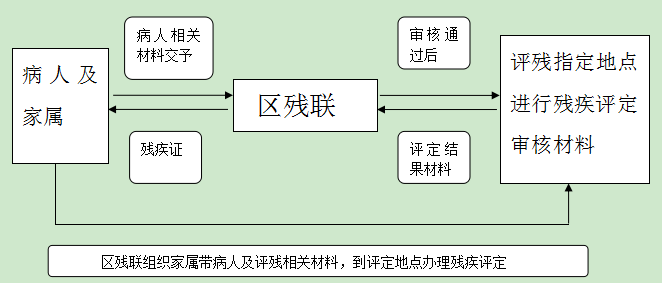 病人相关
材料交予
审核通
过后
病人及
家属
区残联
评残指定地点
进行残疾评定
审核材料
残疾证
评定结
果材料
区残联组织家属带病人及评残相关材料，到评定地点办理残疾评定